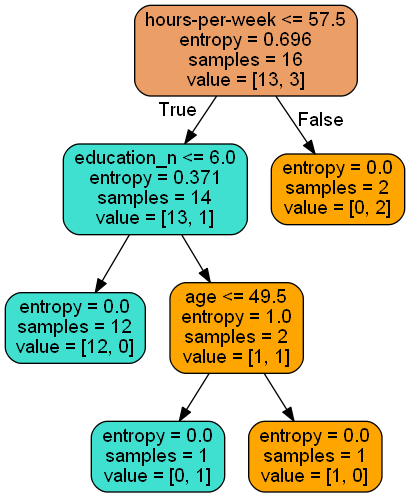 hours-per-week <= 57.5
entropy = 0.696
samples = 16
value = [13, 3]
True
False
education_n <= 6.0
entropy = 0.371
samples = 14
value = [13, 1]
entropy = 0.0
samples = 2
value = [0, 2]
entropy = 0.0
samples = 12
value = [12, 0]
age <= 49.5
entropy = 1.0
samples = 2
value = [1, 1]
entropy = 0.0
samples = 1
value = [0, 1]
entropy = 0.0
samples = 1
value = [1, 0]